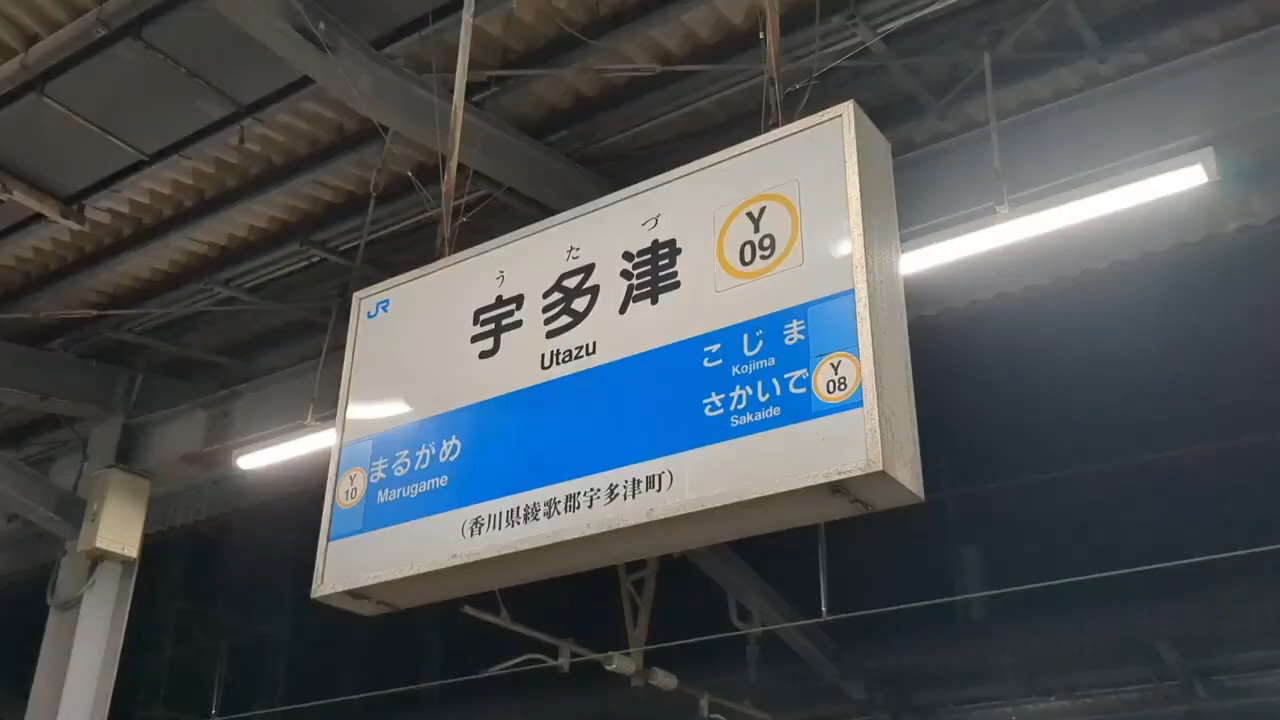 JR
うたづ
宇多津
Utazu
Y
09
こじま
Kojima
さかいで
Sakaide
Y
08
Y
10
まるがめ
Marugame
(香川県綾歌郡宇多津町)